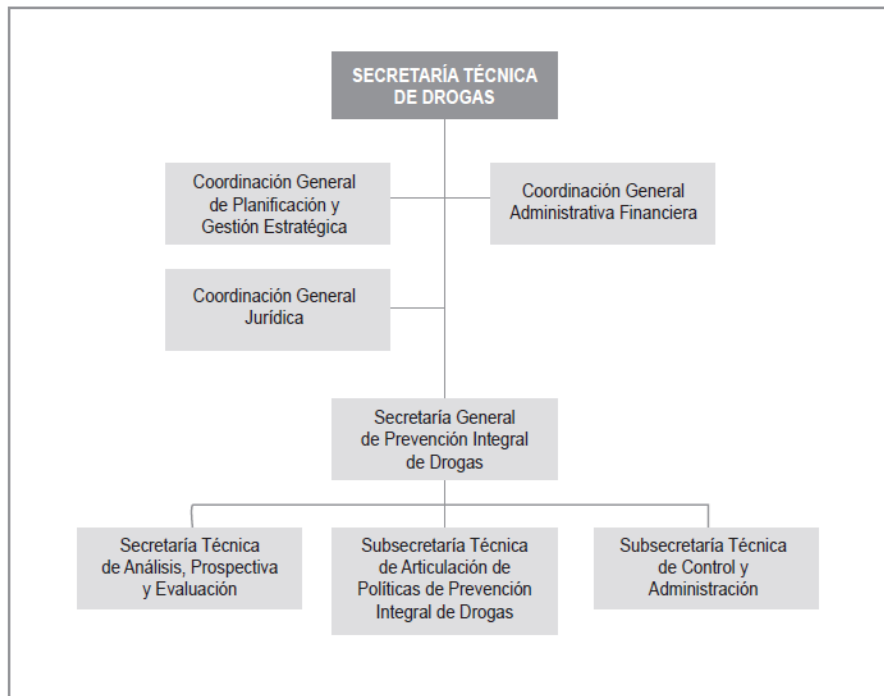 SECRETARÍA TÉCNICA
DE DROGAS
Coordinación General
de Planificación y
Gestión Estratégica
Coordinación General
Administrativa Financiera
Coordinación General
Jurídica
Secretaría General
de Prevención Integral
de Drogas
Secretaría Técnica
de Análisis, Prospectiva
y Evaluación
Subsecretaría Técnica
de Articulación de
Políticas de Prevención
Integral de Drogas
Subsecretaría Técnica
de Control y
Administración